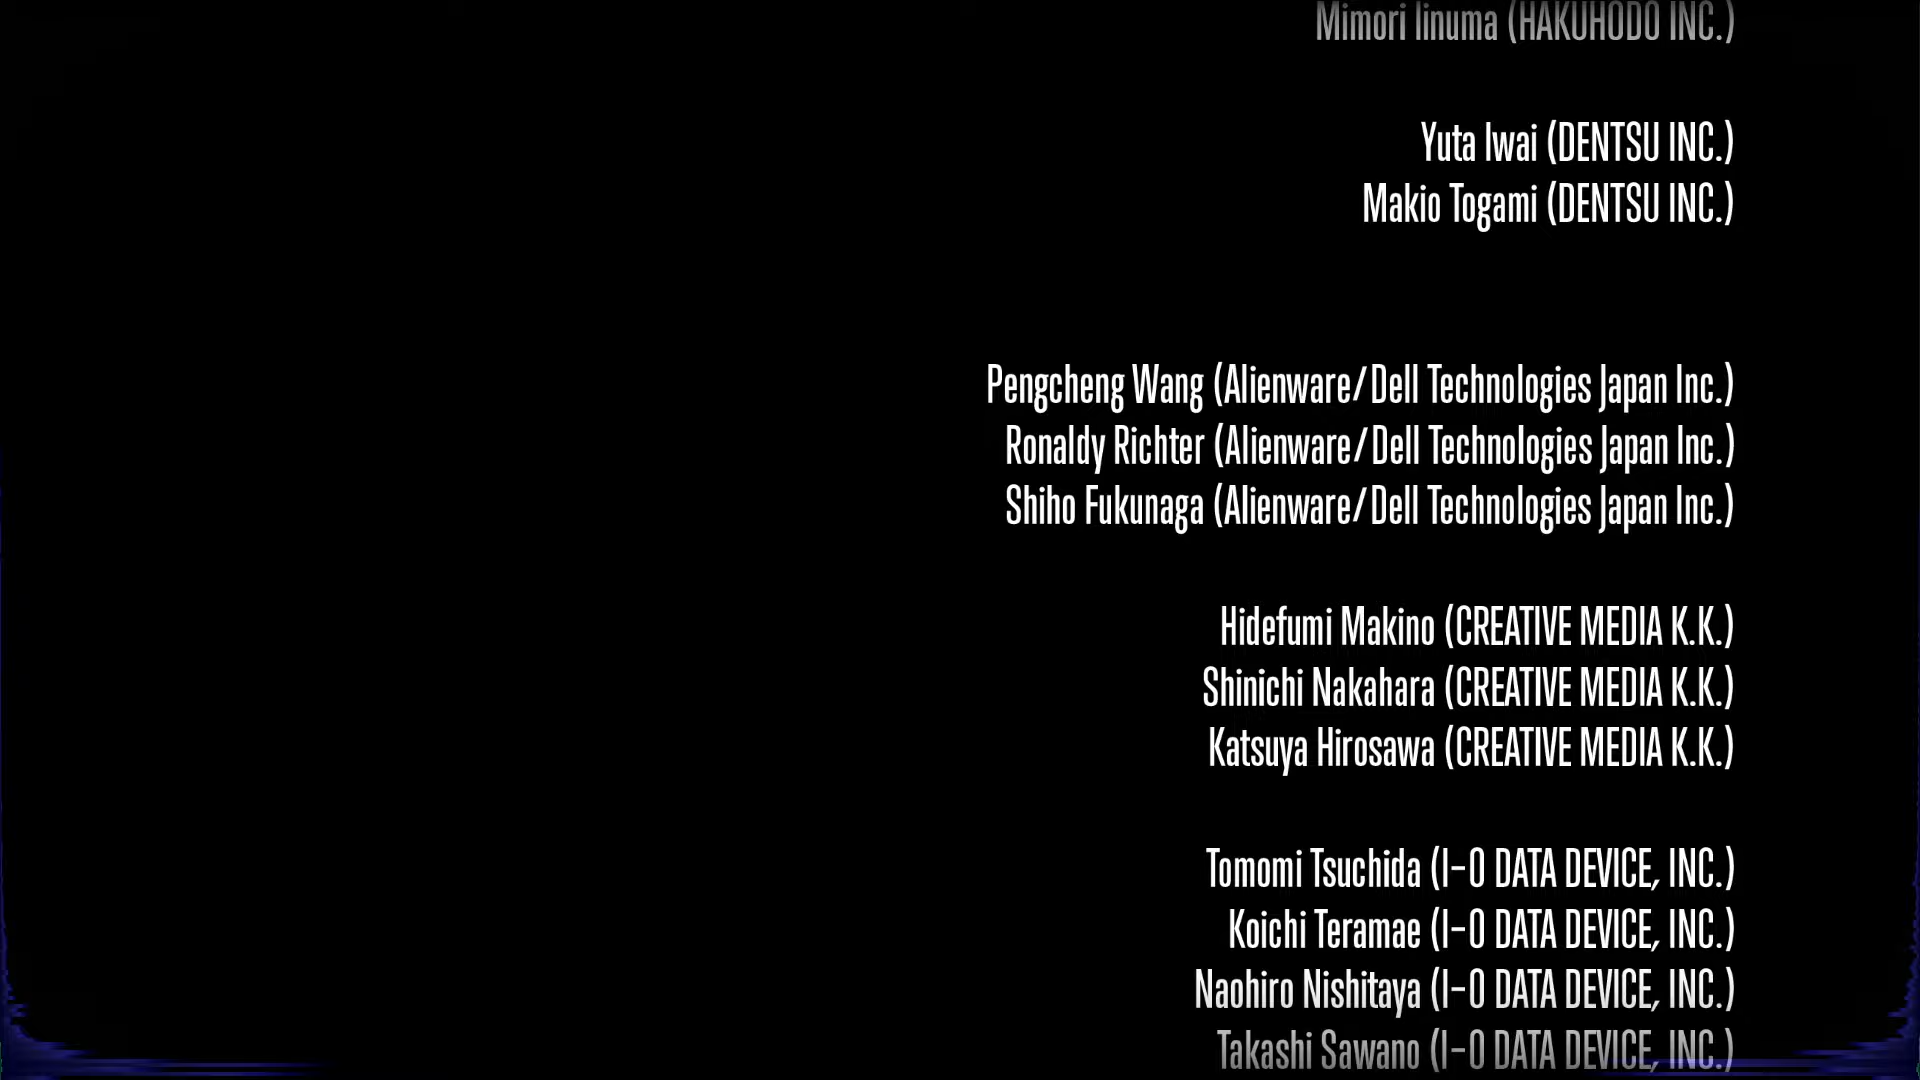 Mimori Iinuma (HAKUHODO INC.)
Yuta Iwai (DENTSU INC.)
Makio Togami (DENTSU INC.)
Pengcheng Wang (Alienware/Dell Technologies Japan Inc.)
Ronaldy Richter (Alienware/Dell Technologies Japan Inc.)
Shiho Fukunaga (Alienware/Dell Technologies Japan Inc.)
Hidefumi Makino (CREATIVE MEDIA K.K.)
Shinichi Nakahara (CREATIVE MEDIA K.K.)
Katsuya Hirosawa (CREATIVE MEDIA K.K.)
Tomomi Tsuchida (I-O DATA DEVICE, INC.)
Koichi Teramae (I-O DATA DEVICE, INC.)
Naohiro Nishitaya (I-O DATA DEVICE, INC.)
Takashi Sawano (I-O DATA DEVICE, INC.)